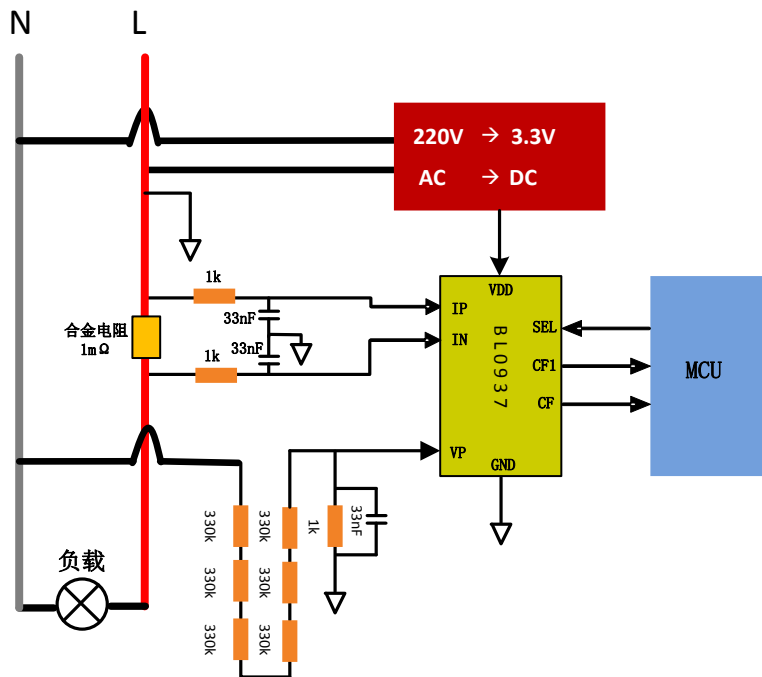 N
L
220V → 3.3V
AC → DC
1k
33nF
合金电阻
1mΩ
33nF
1k
VDD
IP
IN
BL0937
SEL
CF1
CF
VP
GND
MCU
330k
330k
1k
33nF
330k
330k
330k
330k
负载